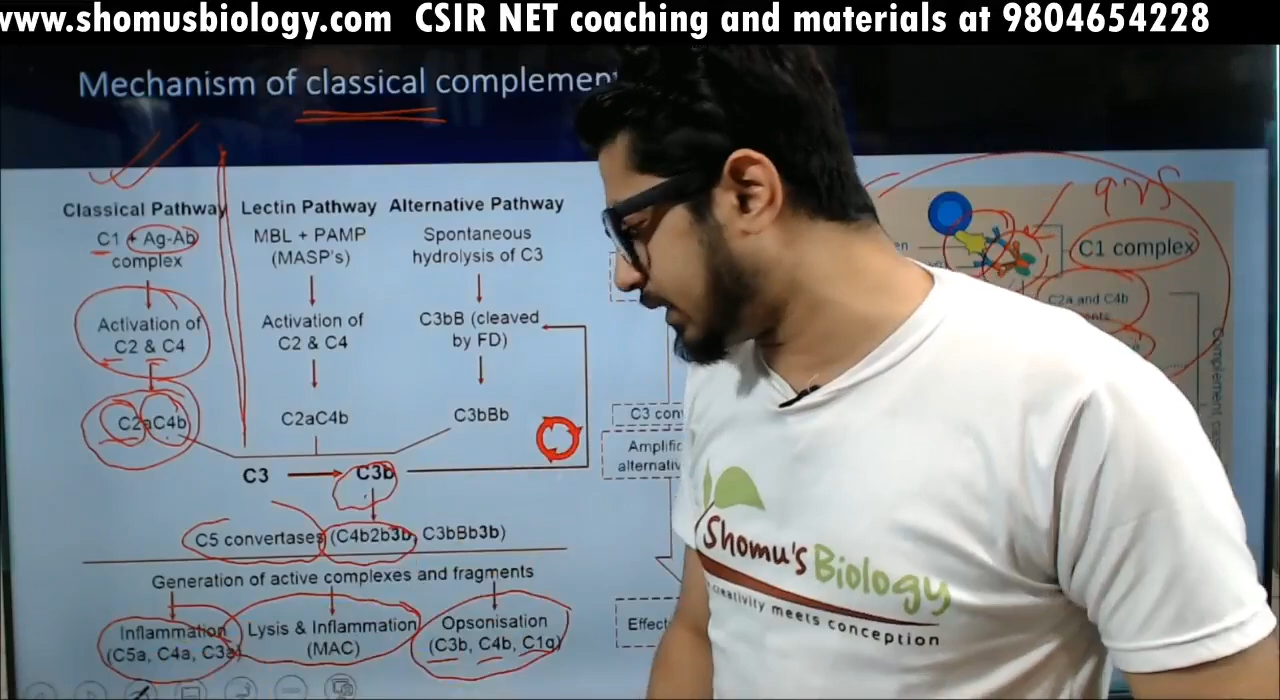 www.shomusbiology.com CSIR NET coaching and materials at 9804654228
Mechanism of classical complement
Classical Pathway
C1 + Ag-Ab
complex
Activation of
C2 & C4
C2aC4b
Lectin Pathway
MBL + PAMP
(MASP's)
Activation of
C2 & C4
C2aC4b
Alternative Pathway
Spontaneous
hydrolysis of C3
C3bB (cleaved
by FD)
C3bBb
C3
C3b
C5 convertases (C4b2b3b, C3bBb3b)
Generation of active complexes and fragments
Inflammation
(C5a, C4a, C3a)
Lysis & Inflammation
(MAC)
Opsonisation
(C3b, C4b, C1q)
C1 complex
C2a and C4b
C3 con
Amplific
alternativ
Effect
Complement
Shomu's Biology
creativity meets conception